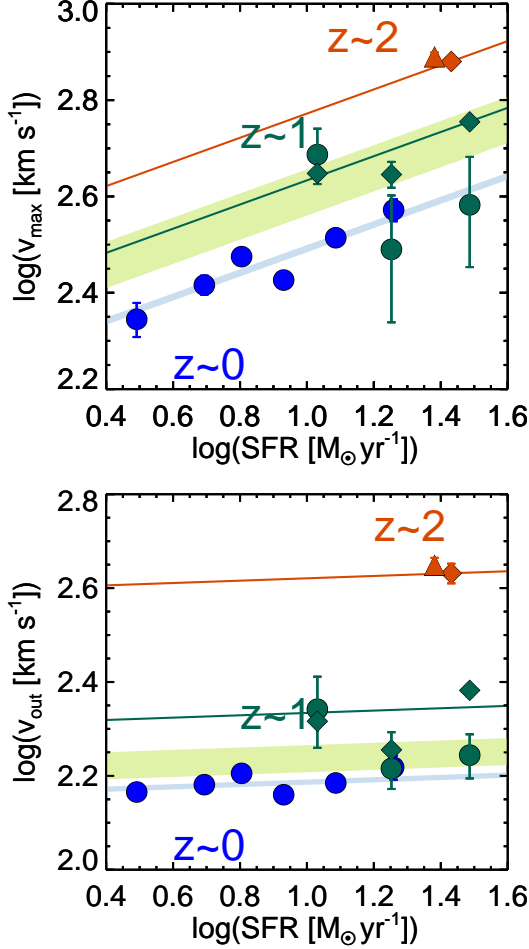 3.0
2.8
2.6
2.4
2.2
log(v_max [km s⁻¹])
z~2
z~1
z~0
0.4 0.6 0.8 1.0 1.2 1.4 1.6
log(SFR [M⊙ yr⁻¹])
2.8
2.6
2.4
2.2
2.0
log(v_out [km s⁻¹])
z~2
z~1
z~0
0.4 0.6 0.8 1.0 1.2 1.4 1.6
log(SFR [M⊙ yr⁻¹])